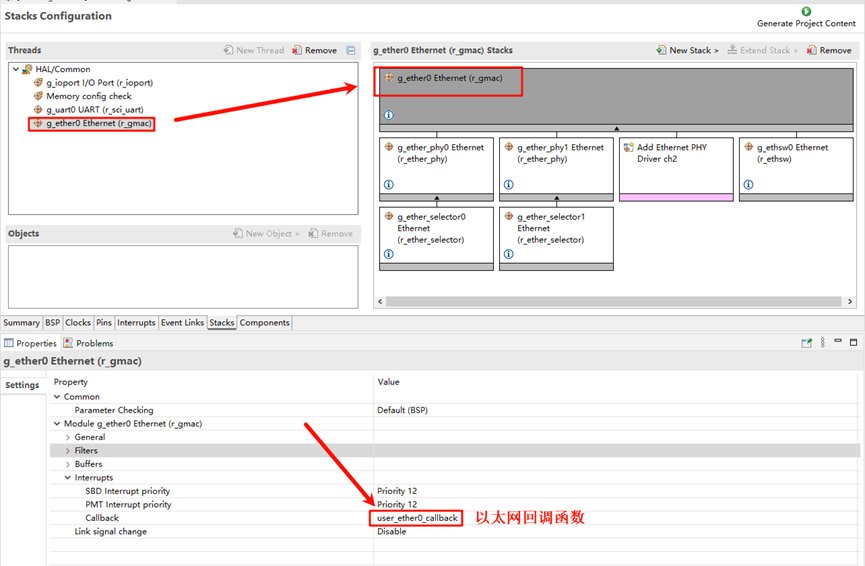 Stacks Configuration
Generate Project Content
Threads
New Thread
Remove
HAL/Common
g_ioport I/O Port (r_ioport)
Memory config check
g_uart0 UART (r_sci_uart)
g_ether0 Ethernet (r_gmac)
Objects
New Object >
Remove
g_ether0 Ethernet (r_gmac) Stacks
New Stack >
Extend Stack >
Remove
g_ether0 Ethernet (r_gmac)
g_ether_phy0 Ethernet
(r_ether_phy)
g_ether_phy1 Ethernet
(r_ether_phy)
Add Ethernet PHY
Driver ch2
g_ethsw0 Ethernet
(r_ethsw)
g_ether_selector0
Ethernet
(r_ether_selector)
g_ether_selector1
Ethernet
(r_ether_selector)
Summary BSP Clocks Pins Interrupts Event Links Stacks Components
Properties Problems
g_ether0 Ethernet (r_gmac)
Settings
Property Value
Common
Parameter Checking Default (BSP)
Module g_ether0 Ethernet (r_gmac)
General
Filters
Buffers
Interrupts
SBD Interrupt priority Priority 12
PMT Interrupt priority Priority 12
Callback user_ether0_callback 以太网回调函数
Link signal change Disable